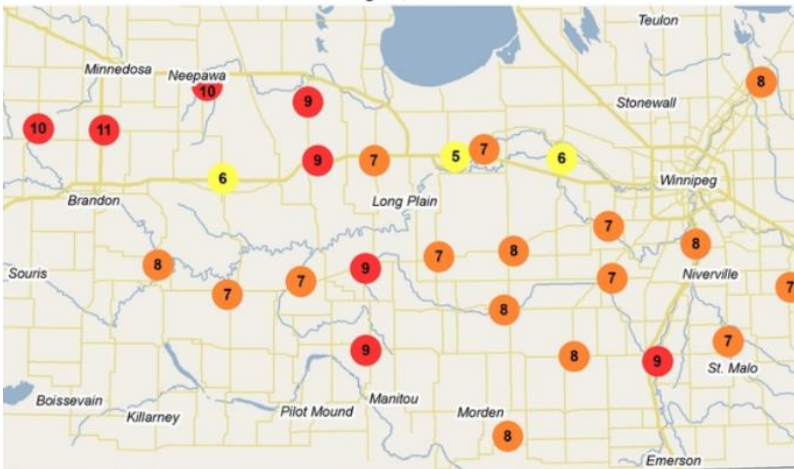 Teulon
Minnedosa
Neepawa
8
10
9
Stonewall
10
11
9
7
5
7
6
6
Winnipeg
Brandon
Long Plain
7
8
8
7
8
9
Souris
7
7
7
Niverville
7
8
7
9
8
9
St. Malo
Boissevain
Killarney
Pilot Mound
Manitou
Morden
8
Emerson